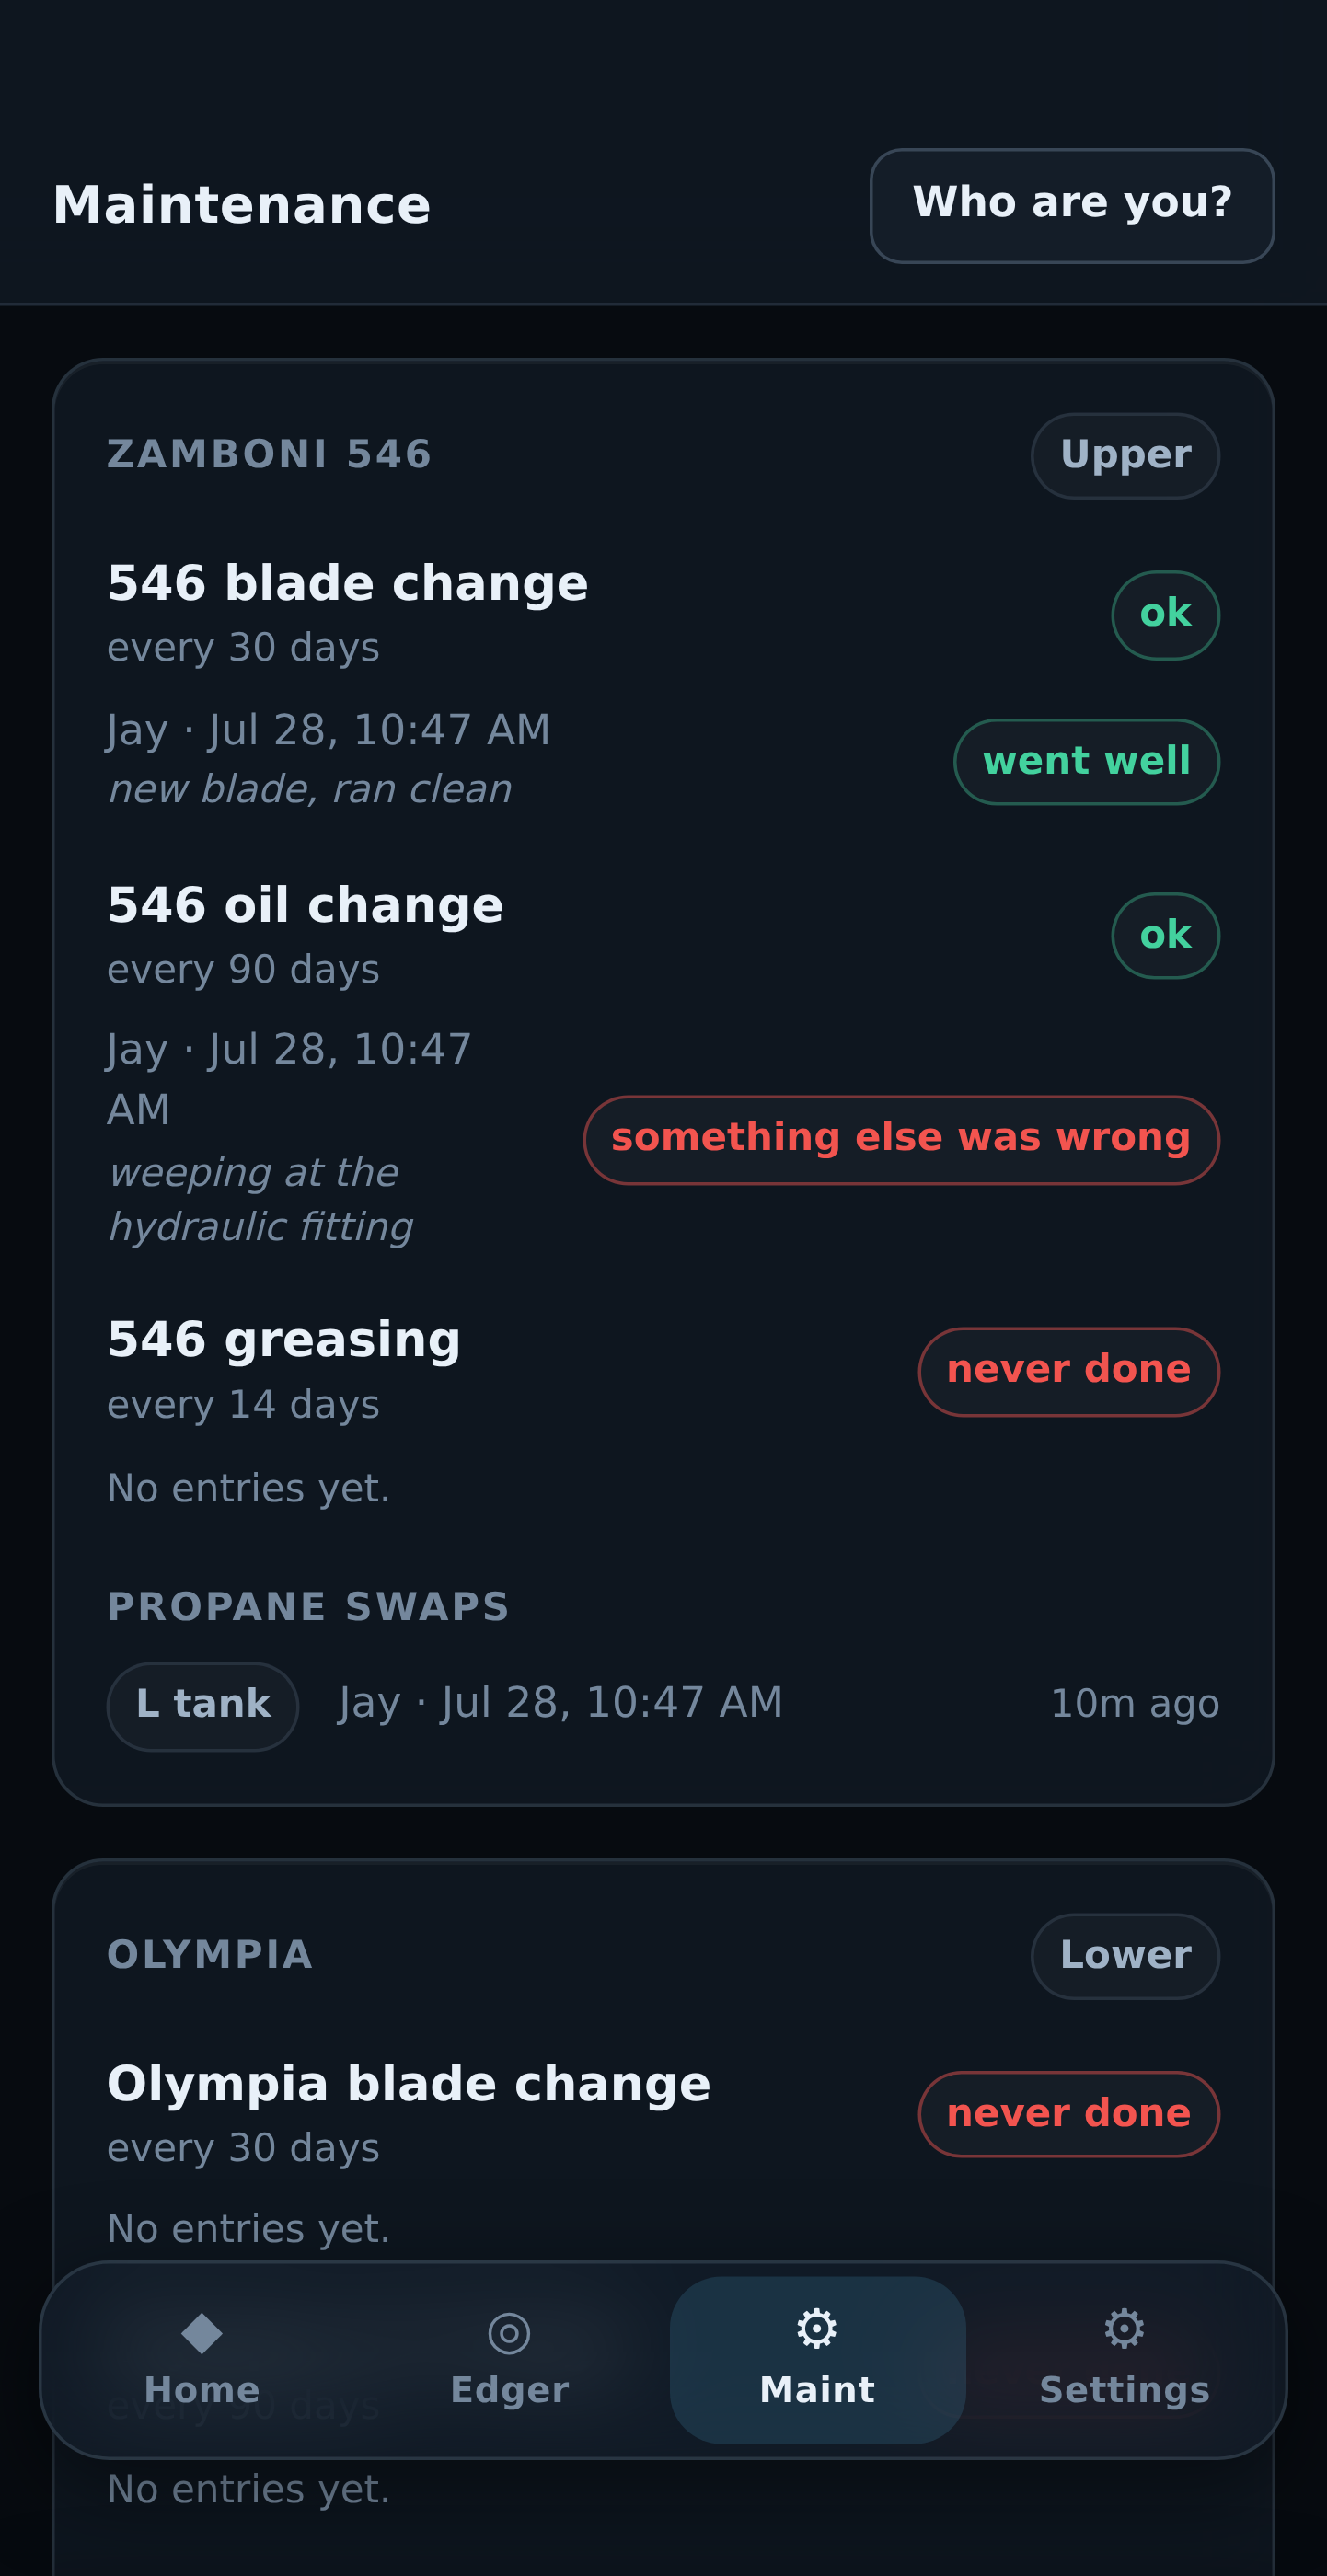 Maintenance
Who are you?
ZAMBONI 546
Upper
546 blade change
every 30 days
ok
Jay · Jul 28, 10:47 AM
new blade, ran clean
went well
546 oil change
every 90 days
ok
Jay · Jul 28, 10:47
AM
weeping at the
hydraulic fitting
something else was wrong
546 greasing
every 14 days
never done
No entries yet.
PROPANE SWAPS
L tank
Jay · Jul 28, 10:47 AM
10m ago
OLYMPIA
Lower
Olympia blade change
every 30 days
never done
No entries yet.
every 90 days
Home
Edger
Maint
Settings
No entries yet.